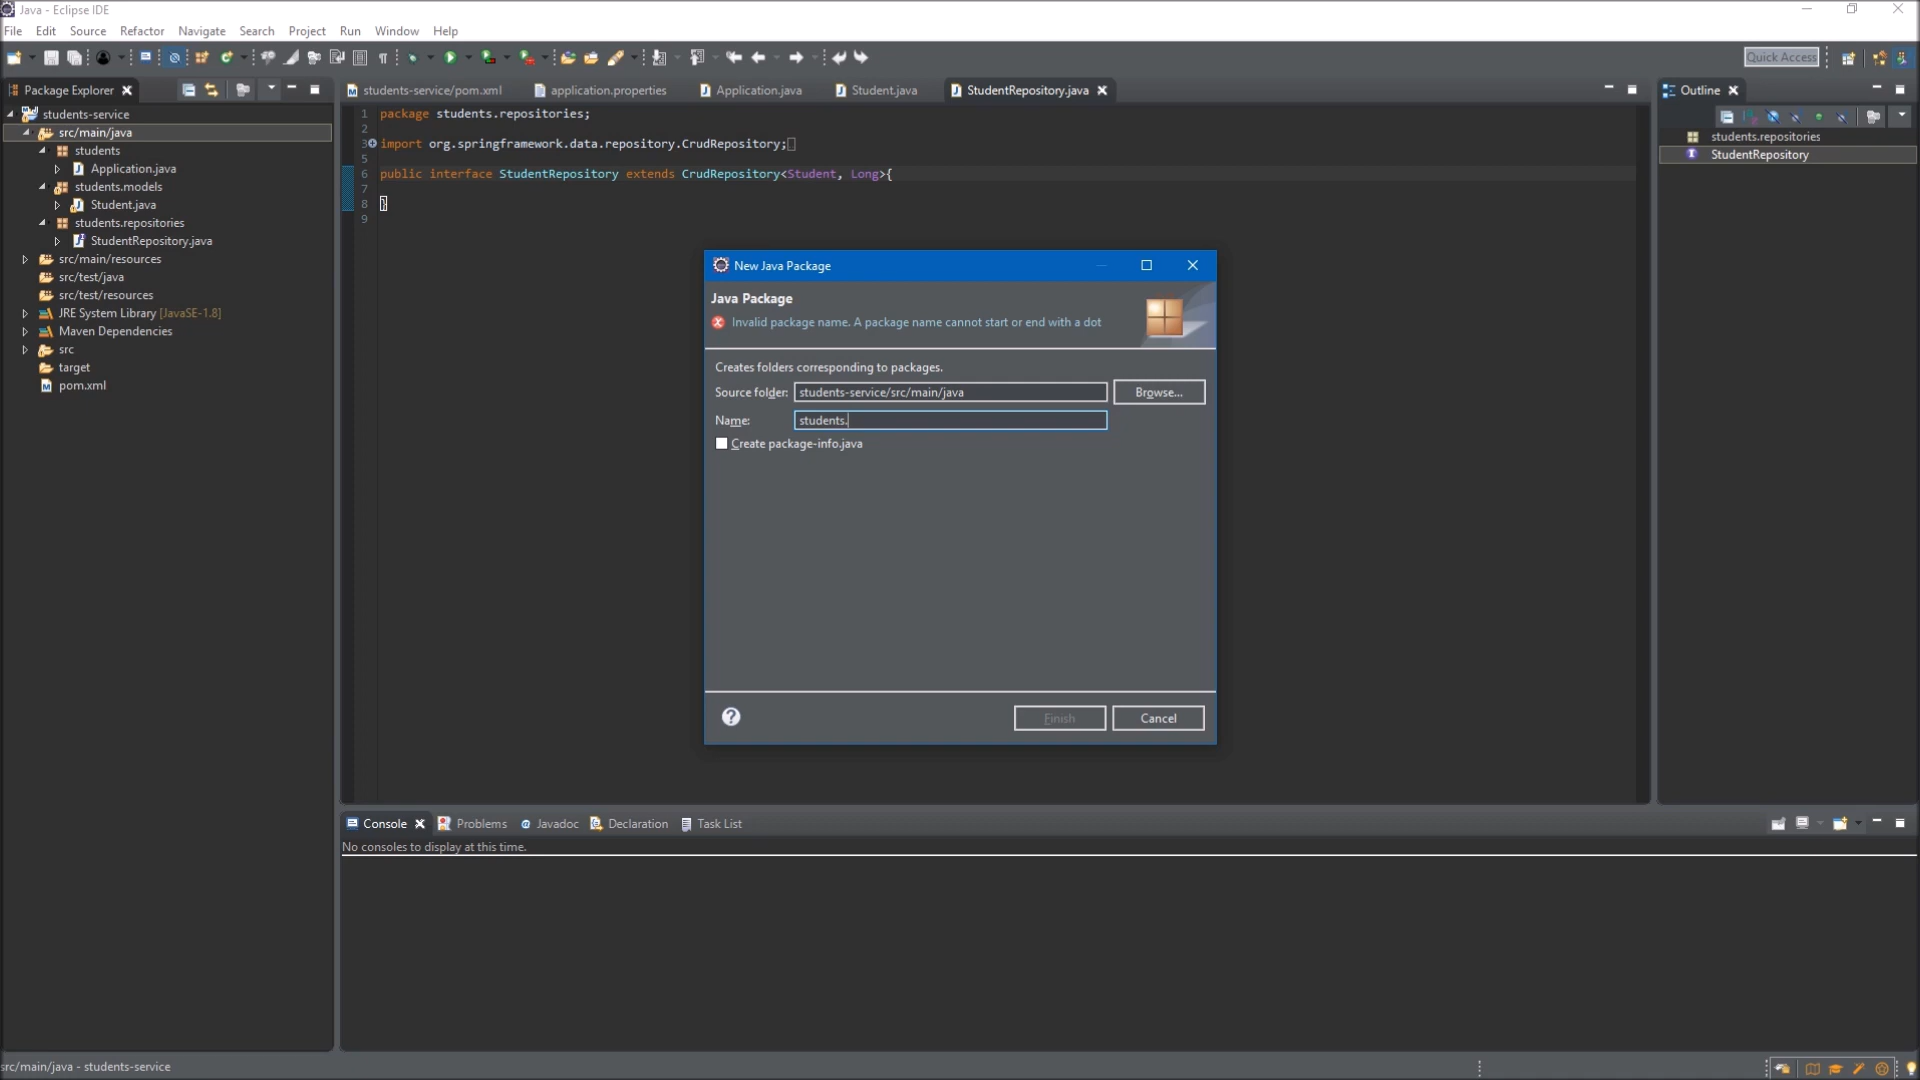 Java - Eclipse IDE
File Edit Source Refactor Navigate Search Project Run Window Help
Quick Access
Package Explorer
students-service
src/main/java
students
Application.java
students.models
Student.java
students.repositories
StudentRepository.java
src/main/resources
src/test/java
src/test/resources
JRE System Library [JavaSE-1.8]
Maven Dependencies
src
target
pom.xml
students-service/pom.xml application.properties Application.java Student.java StudentRepository.java
1 package students.repositories;
2
3 import org.springframework.data.repository.CrudRepository;
5
6 public interface StudentRepository extends CrudRepository<Student, Long>{
7
8 }
9
New Java Package
Java Package
Invalid package name. A package name cannot start or end with a dot
Creates folders corresponding to packages.
Source folder: students-service/src/main/java Browse...
Name: students.
Create package-info.java
Finish Cancel
Outline
students.repositories
StudentRepository
Console Problems Javadoc Declaration Task List
No consoles to display at this time.
src/main/java - students-service